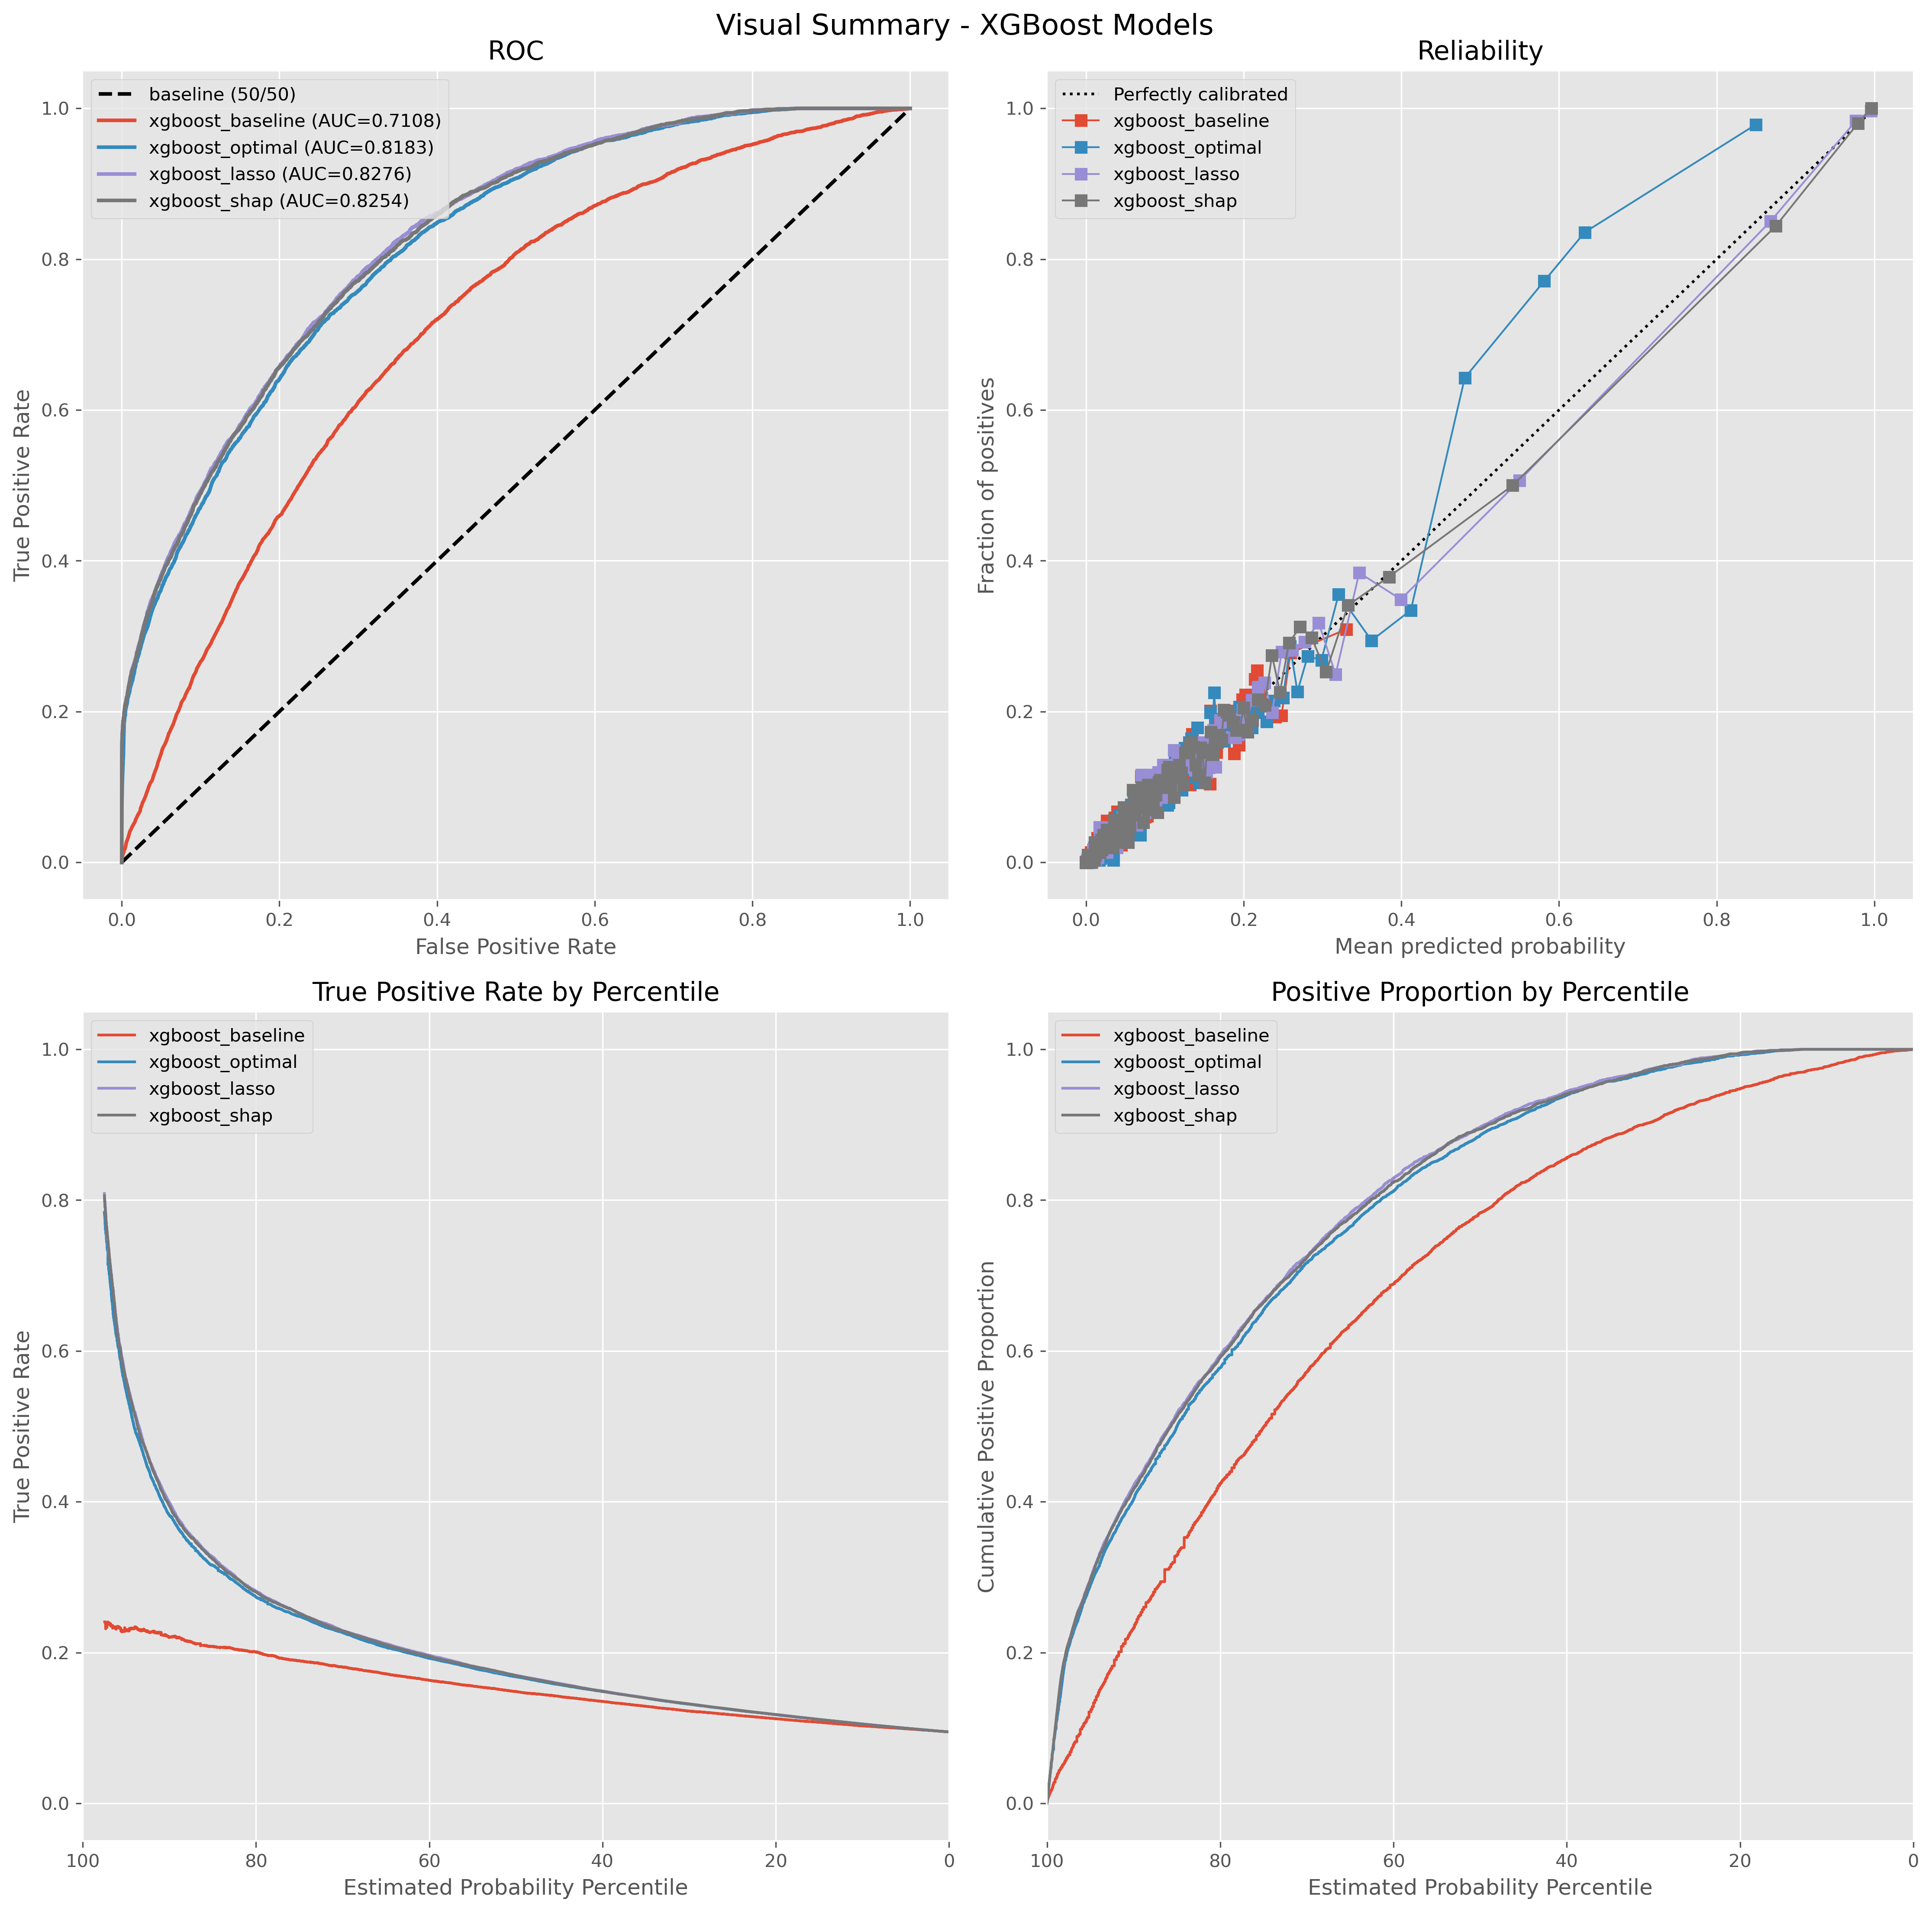 Visual Summary - XGBoost Models
ROC
baseline (50/50)
xgboost_baseline (AUC=0.7108)
xgboost_optimal (AUC=0.8183)
xgboost_lasso (AUC=0.8276)
xgboost_shap (AUC=0.8254)
1.0
0.8
0.6
0.4
0.2
0.0
True Positive Rate
0.0 0.2 0.4 0.6 0.8 1.0
False Positive Rate
Reliability
Perfectly calibrated
xgboost_baseline
xgboost_optimal
xgboost_lasso
xgboost_shap
1.0
0.8
0.6
0.4
0.2
0.0
Fraction of positives
0.0 0.2 0.4 0.6 0.8 1.0
Mean predicted probability
True Positive Rate by Percentile
xgboost_baseline
xgboost_optimal
xgboost_lasso
xgboost_shap
1.0
0.8
0.6
0.4
0.2
0.0
True Positive Rate
100 80 60 40 20 0
Estimated Probability Percentile
Positive Proportion by Percentile
xgboost_baseline
xgboost_optimal
xgboost_lasso
xgboost_shap
1.0
0.8
0.6
0.4
0.2
0.0
Cumulative Positive Proportion
100 80 60 40 20 0
Estimated Probability Percentile